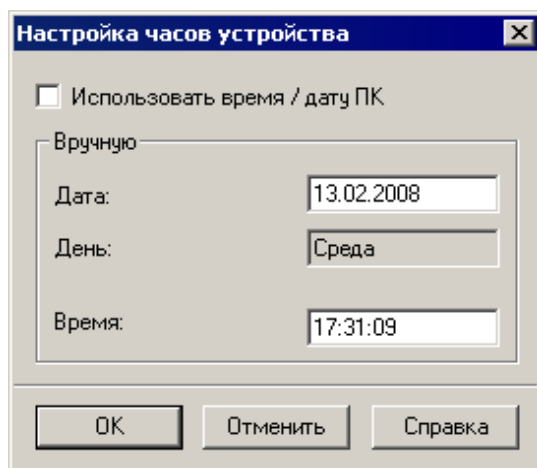 Настройка часов устройства
Использовать время / дату ПК
Вручную
Дата: 13.02.2008
День: Среда
Время: 17:31:09
OK Отменить Справка